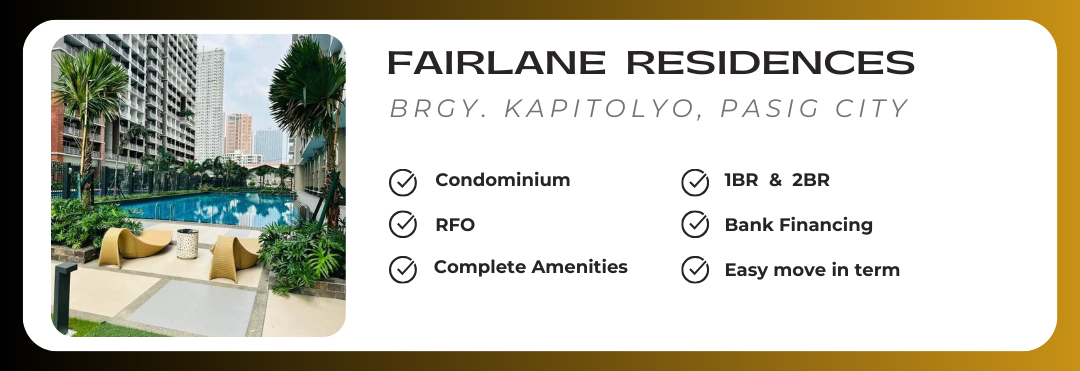 FAIRLANE RESIDENCES
BRGY. KAPITOLYO, PASIG CITY
Condominium
RFO
Complete Amenities
1BR & 2BR
Bank Financing
Easy move in term